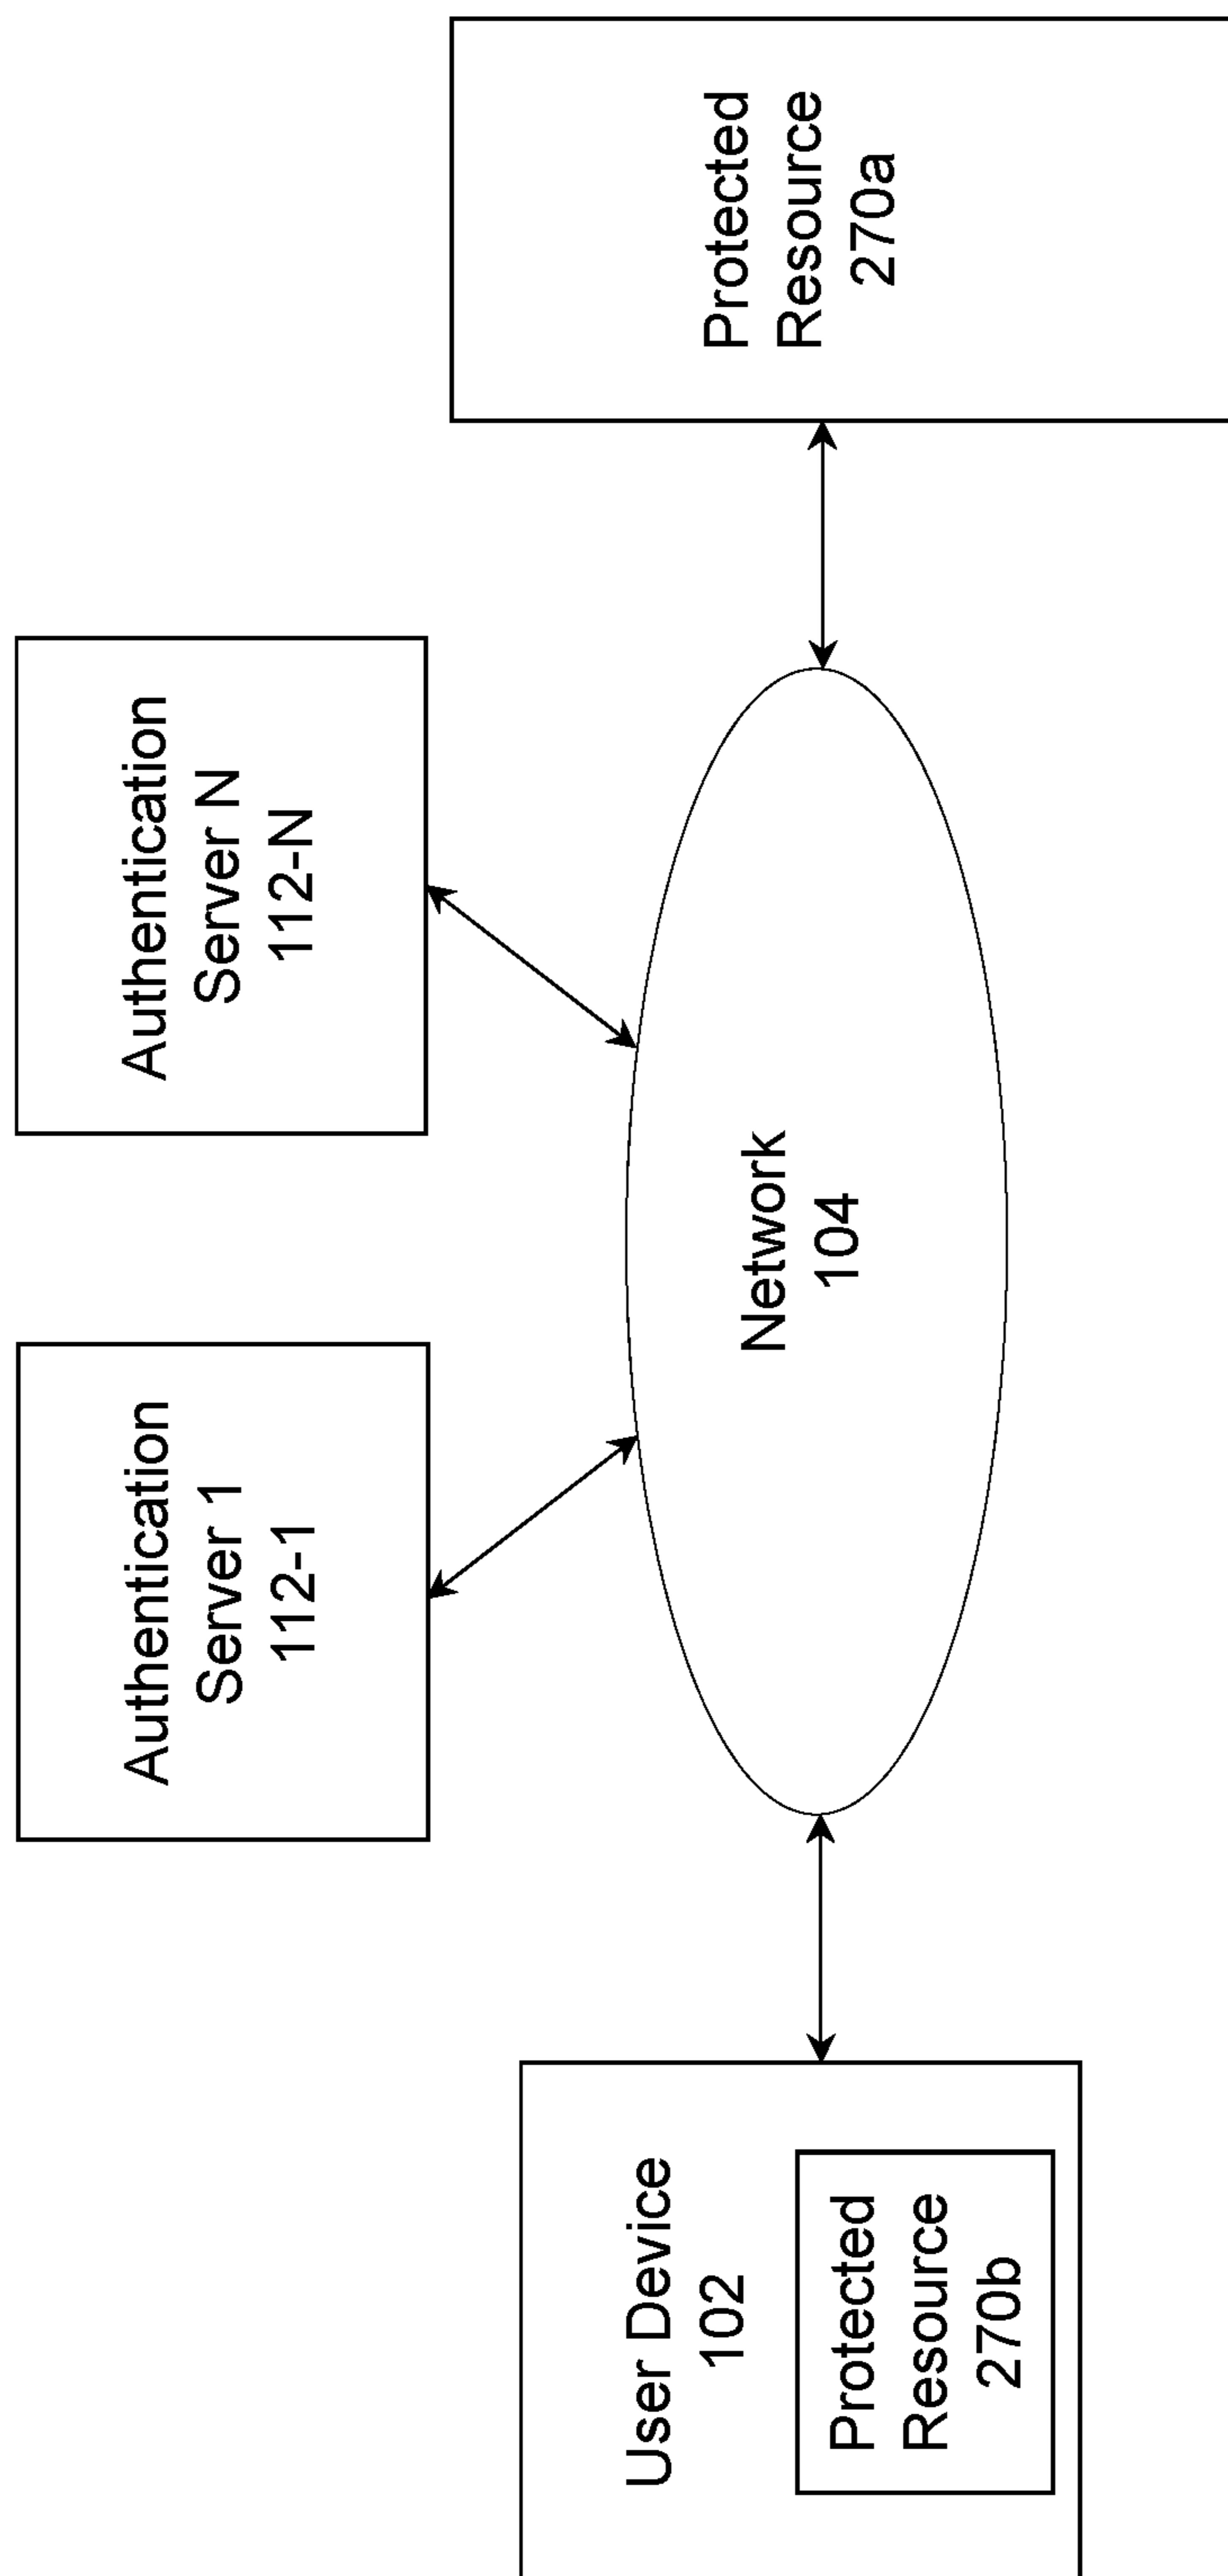 Authentication
Server 1
112-1
Authentication
Server N
112-N
User Device
102
Protected
Resource
270b
Network
104
Protected
Resource
270a